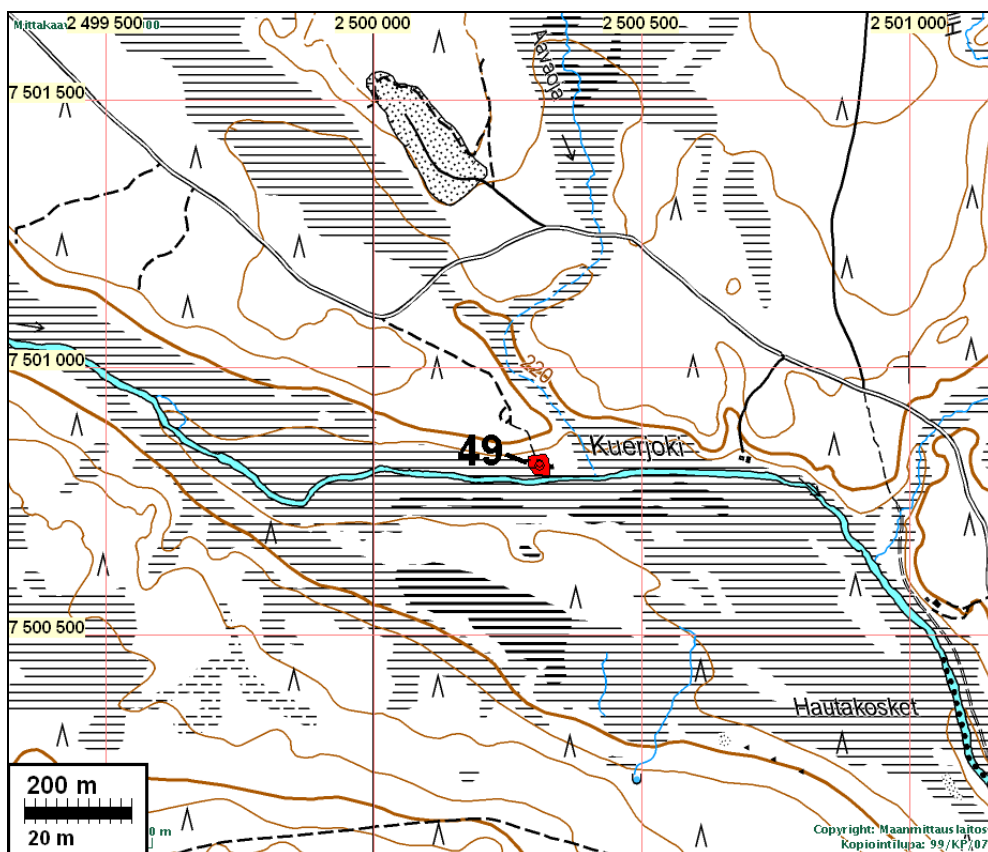 2 499 500
2 500 000
2 500 500
2 501 000
Aavaoja
7 501 500
7 501 000
220
49
Kuerjoki
7 500 500
Hautakosket
200 m
20 m
Copyright: Maanmittauslaitos
Kopiointilupa: 99/KP/07